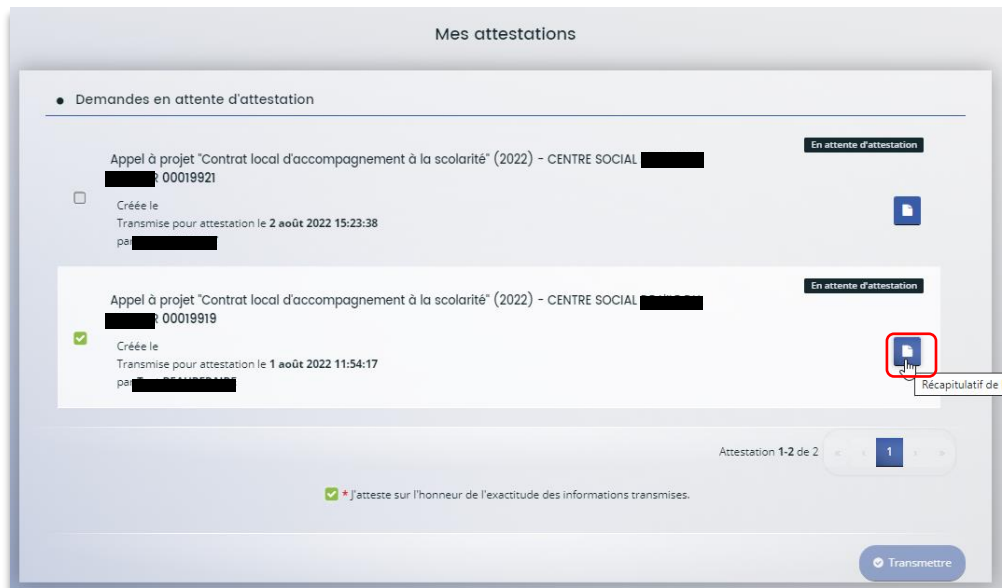 Mes attestations
Demandes en attente d'attestation
En attente d'attestation
Appel à projet "Contrat local d'accompagnement à la scolarité" (2022) - CENTRE SOCIAL
00019921
Créée le
Transmise pour attestation le 2 août 2022 15:23:38
par
En attente d'attestation
Appel à projet "Contrat local d'accompagnement à la scolarité" (2022) - CENTRE SOCIAL
00019919
Créée le
Transmise pour attestation le 1 août 2022 11:54:17
par
Récapitulatif de
Attestation 1-2 de 2 « ‹ 1 › »
* J'atteste sur l'honneur de l'exactitude des informations transmises.
Transmettre